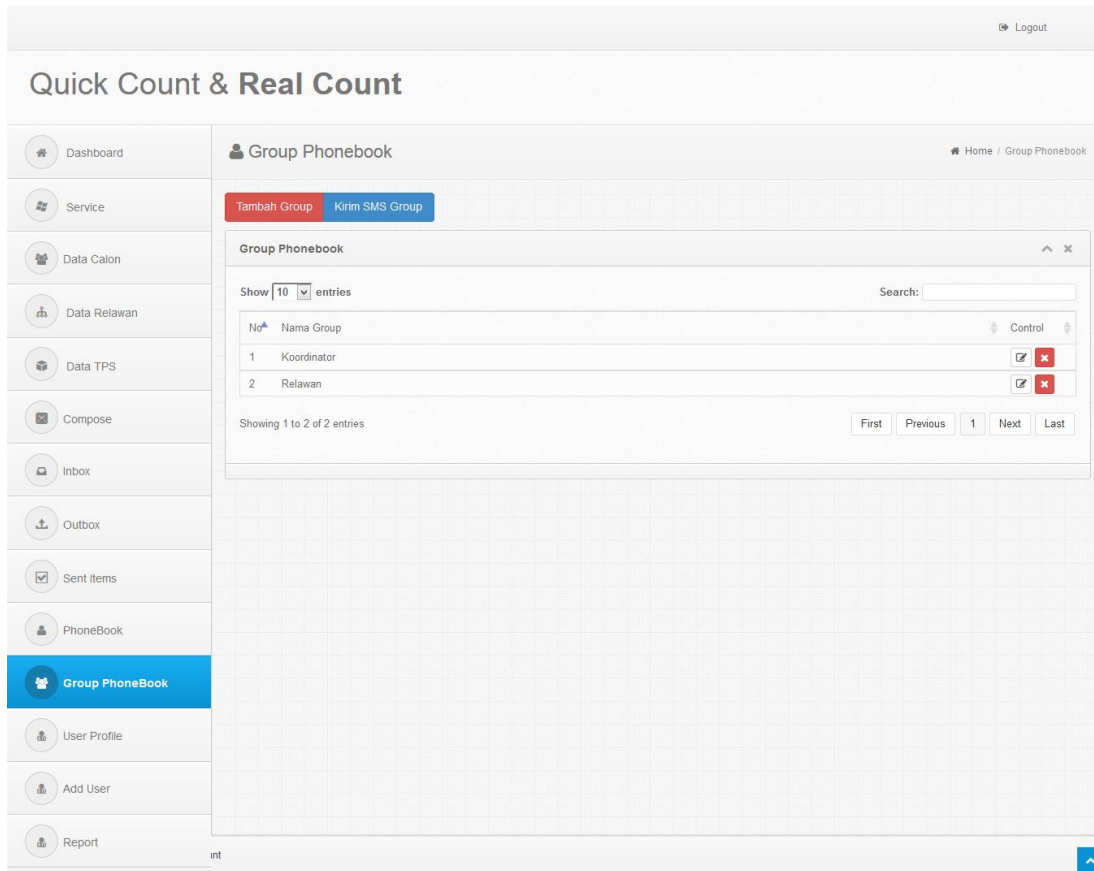 Logout
Quick Count & Real Count
Dashboard
Service
Data Calon
Data Relawan
Data TPS
Compose
Inbox
Outbox
Sent Items
PhoneBook
Group PhoneBook
User Profile
Add User
Report
Group Phonebook
Home / Group Phonebook
Tambah Group Kirim SMS Group
Group Phonebook
Show 10 entries Search:
No Nama Group Control
1 Koordinator
2 Relawan
Showing 1 to 2 of 2 entries First Previous 1 Next Last